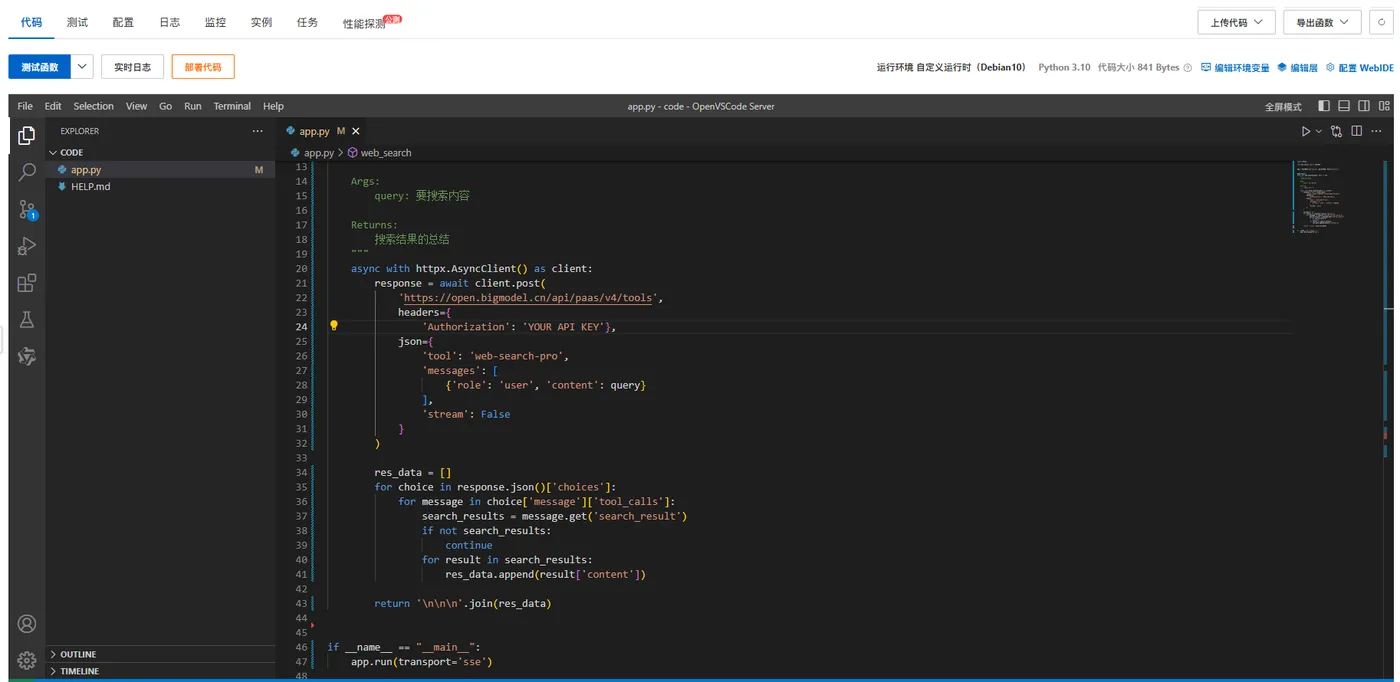 代码 测试 配置 日志 监控 实例 任务 性能探测 公测 上传代码 导出函数
测试函数 实时日志 部署代码 运行环境 自定义运行时（Debian10） Python 3.10 代码大小 841 Bytes 编辑环境变量 编辑层 配置 WebIDE
File Edit Selection View Go Run Terminal Help app.py - code - OpenVSCode Server 全屏模式
EXPLORER
CODE
app.py M
HELP.md
1
OUTLINE
TIMELINE
app.py M
app.py > web_search
13
14 Args:
15 query: 要搜索内容
16
17 Returns:
18 搜索结果的总结
19 """
20 async with httpx.AsyncClient() as client:
21 response = await client.post(
22 'https://open.bigmodel.cn/api/paas/v4/tools',
23 headers={
24 'Authorization': 'YOUR API KEY'},
25 json={
26 'tool': 'web-search-pro',
27 'messages': [
28 {'role': 'user', 'content': query}
29 ],
30 'stream': False
31 }
32 )
33
34 res_data = []
35 for choice in response.json()['choices']:
36 for message in choice['message']['tool_calls']:
37 search_results = message.get('search_result')
38 if not search_results:
39 continue
40 for result in search_results:
41 res_data.append(result['content'])
42
43 return '\n\n\n'.join(res_data)
44
45
46 if __name__ == "__main__":
47 app.run(transport='sse')
48